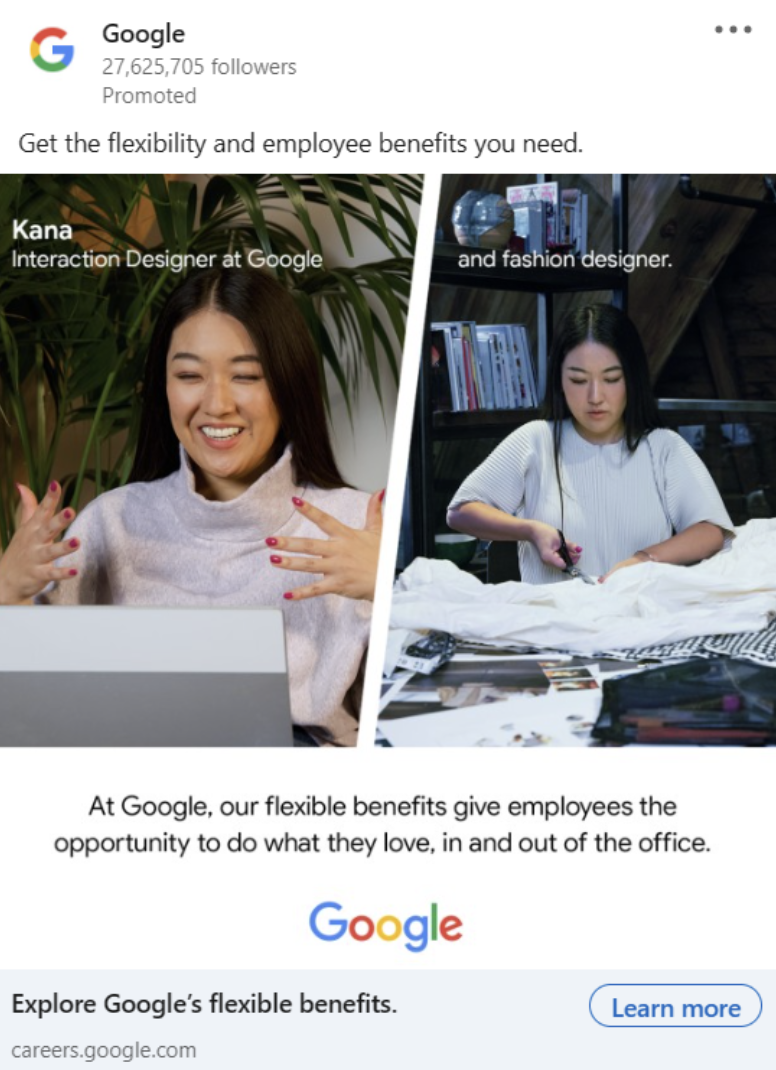 Google
27,625,705 followers
Promoted
Get the flexibility and employee benefits you need.
Kana
Interaction Designer at Google
and fashion designer.
At Google, our flexible benefits give employees the
opportunity to do what they love, in and out of the office.
Google
Explore Google's flexible benefits.
Learn more
careers.google.com